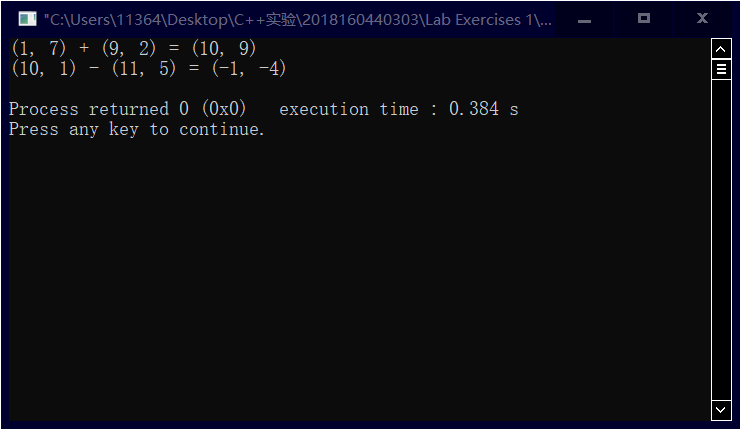 "C:\Users\11364\Desktop\C++实验\2018160440303\Lab Exercises 1\...
(1, 7) + (9, 2) = (10, 9)
(10, 1) - (11, 5) = (-1, -4)
Process returned 0 (0x0)   execution time : 0.384 s
Press any key to continue.